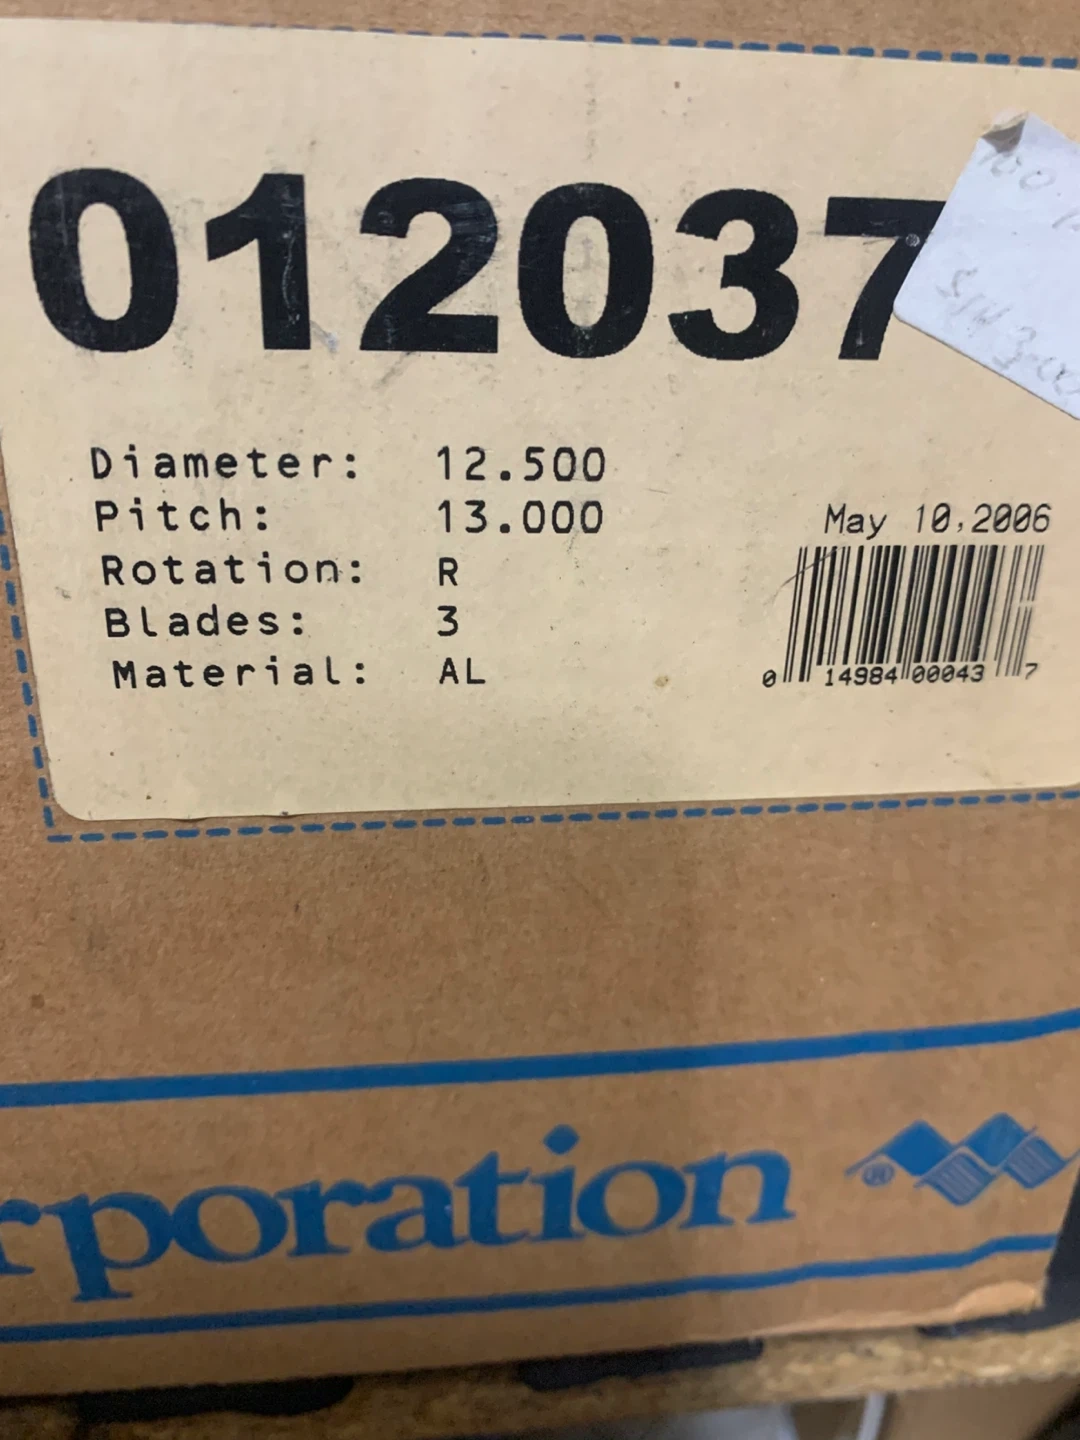 012037
Diameter: 12.500
Pitch: 13.000
Rotation: R
Blades: 3
Material: AL
May 10,2006
0 14984 00043 7
rporation ®